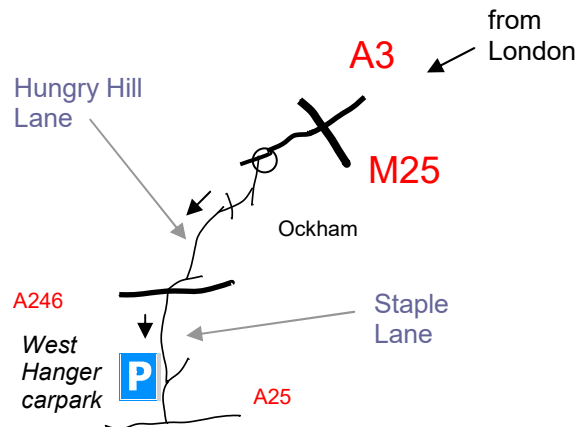 from
London
A3
Hungry Hill
Lane
M25
Ockham
A246
Staple
Lane
West
Hanger
carpark
P
A25